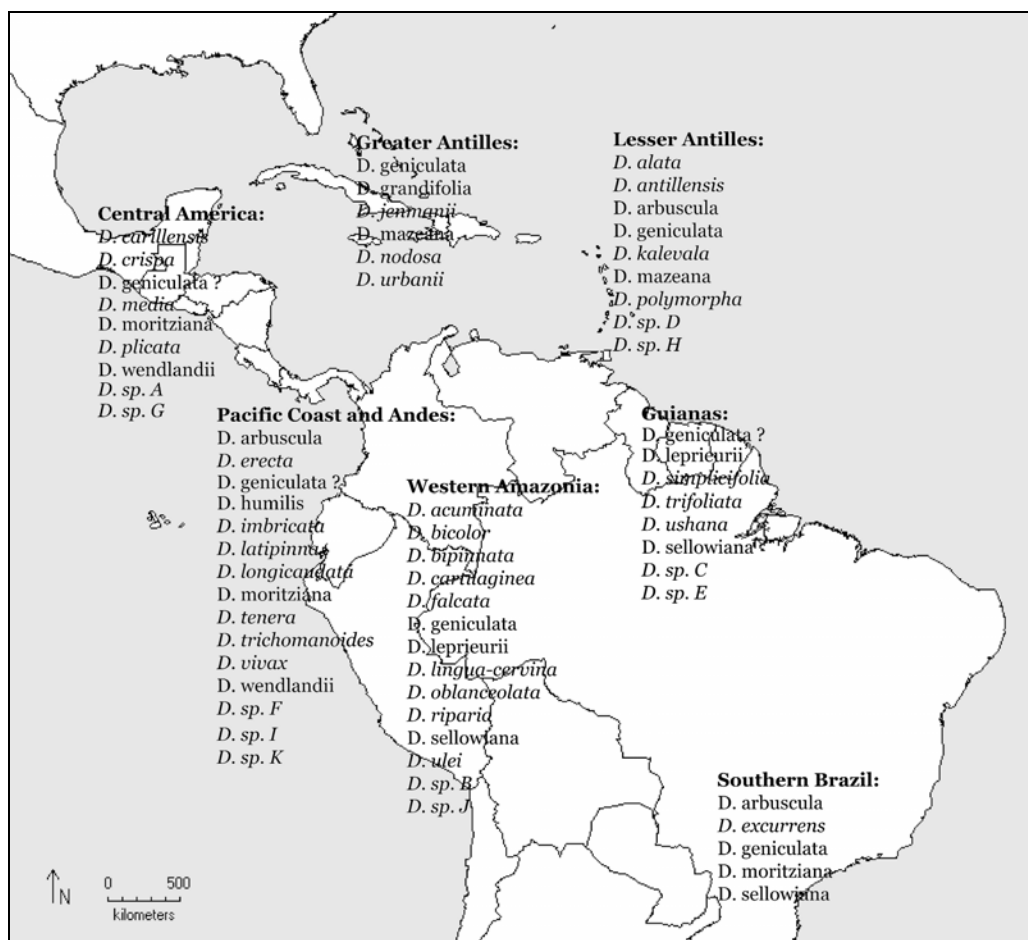 Greater Antilles:
D. geniculata
D. grandifolia
D. jenmanii
D. mazeana
D. nodosa
D. urbanii
Lesser Antilles:
D. alata
D. antillensis
D. arbuscula
D. geniculata
D. kalevala
D. mazeana
D. polymorpha
D. sp. D
D. sp. H
Central America:
D. carillensis
D. crispa
D. geniculata ?
D. media
D. moritziana
D. plicata
D. wendlandii
D. sp. A
D. sp. G
Pacific Coast and Andes:
D. arbuscula
D. erecta
D. geniculata ?
D. humilis
D. imbricata
D. latipinnas
D. longicaudata
D. moritziana
D. tenera
D. trichomanoides
D. vivax
D. wendlandii
D. sp. F
D. sp. I
D. sp. K
Western Amazonia:
D. acuminata
D. bicolor
D. bipinnata
D. cartilaginea
D. falcata
D. geniculata
D. leprieurii
D. lingua-cervina
D. oblanceolata
D. riparia
D. sellowiana
D. ulei
D. sp. B
D. sp. J
Guianas:
D. geniculata ?
D. leprieurii
D. simplicifolia
D. trifoliata
D. ushana
D. sellowiana
D. sp. C
D. sp. E
Southern Brazil:
D. arbuscula
D. excurrens
D. geniculata
D. moritziana
D. sellowiana
N
0 500
kilometers